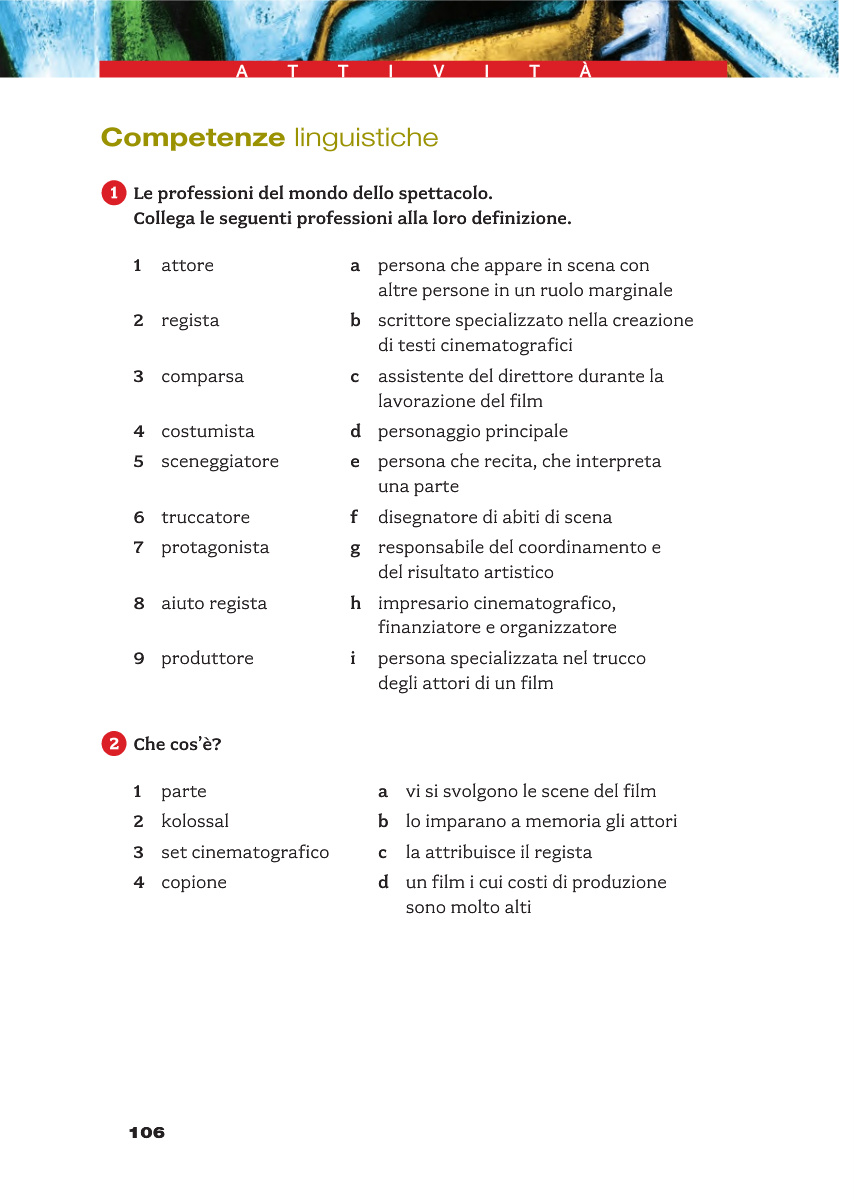 ATTIVITÀ
Competenze linguistiche
1 Le professioni del mondo dello spettacolo.
Collega le seguenti professioni alla loro definizione.
1 attore a persona che appare in scena con
altre persone in un ruolo marginale
2 regista b scrittore specializzato nella creazione
di testi cinematografici
3 comparsa c assistente del direttore durante la
lavorazione del film
4 costumista d personaggio principale
5 sceneggiatore e persona che recita, che interpreta
una parte
6 truccatore f disegnatore di abiti di scena
7 protagonista g responsabile del coordinamento e
del risultato artistico
8 aiuto regista h impresario cinematografico,
finanziatore e organizzatore
9 produttore i persona specializzata nel trucco
degli attori di un film
2 Che cos’è?
1 parte a vi si svolgono le scene del film
2 kolossal b lo imparano a memoria gli attori
3 set cinematografico c la attribuisce il regista
4 copione d un film i cui costi di produzione
sono molto alti
106